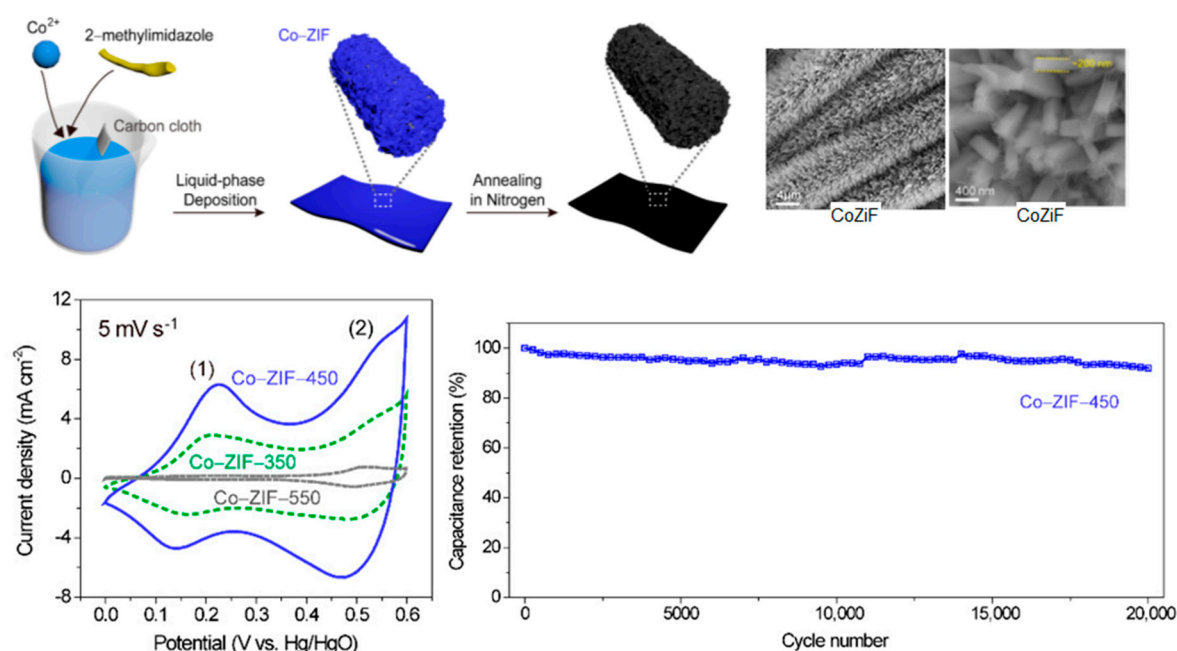 Co2+
2-methylimidazole
Carbon cloth
Liquid-phase
Deposition
Co-ZIF
Annealing
in Nitrogen
4μm
CoZiF
~200 nm
400 nm
CoZiF
12
8
4
0
-4
-8
Current density (mA cm-2)
5 mV s-1
(1)
(2)
Co-ZIF-450
Co-ZIF-350
Co-ZIF-550
0.0 0.1 0.2 0.3 0.4 0.5 0.6
Potential (V vs. Hg/HgO)
100
80
60
40
20
0
Capacitance retention (%)
Co-ZIF-450
0 5000 10,000 15,000 20,000
Cycle number